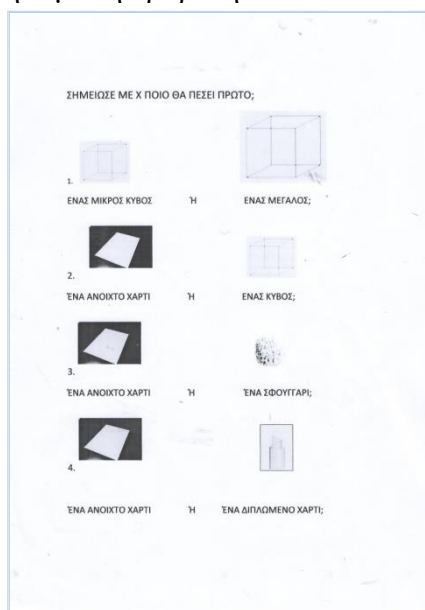 ΣΗΜΕΙΩΣΕ ΜΕ Χ ΠΟΙΟ ΘΑ ΠΕΣΕΙ ΠΡΩΤΟ;
1.
ΕΝΑΣ ΜΙΚΡΟΣ ΚΥΒΟΣ Ή ΕΝΑΣ ΜΕΓΑΛΟΣ;
2.
ΈΝΑ ΑΝΟΙΧΤΟ ΧΑΡΤΙ Ή ΕΝΑΣ ΚΥΒΟΣ;
3.
ΈΝΑ ΑΝΟΙΧΤΟ ΧΑΡΤΙ Ή ΈΝΑ ΣΦΟΥΓΓΑΡΙ;
4.
ΈΝΑ ΑΝΟΙΧΤΟ ΧΑΡΤΙ Ή ΈΝΑ ΔΙΠΛΩΜΕΝΟ ΧΑΡΤΙ;